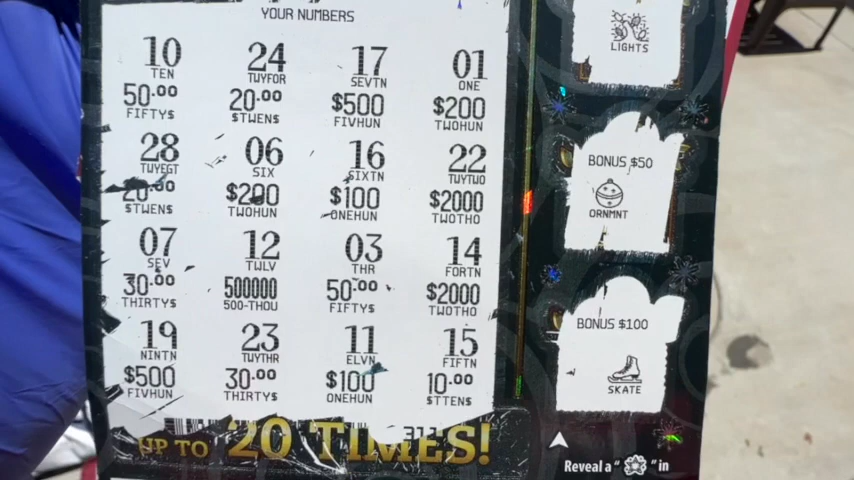 YOUR NUMBERS
10 24 17 01
TEN TWYFOR SEVTN ONE
50.00 20.00 $500 $200
FIFTY$ $TWEN$ FIVHUN TWOHUN
28 06 16 22
TWYEGT SIX SIXTN TWYTWO
20.00 $200 $100 $2000
$TWEN$ TWOHUN ONEHUN TWOTHO
07 12 03 14
SEV TWLV THR FORTN
30.00 500000 50.00 $2000
THIRTY$ 500-THOU FIFTY$ TWOTHO
19 23 11 15
NINTN TWYTHR ELVN FIFTN
$500 30.00 $100 10.00
FIVHUN THIRTY$ ONEHUN $TTEN$
UP TO 20 TIMES!
LIGHTS
BONUS $50
ORNMNT
BONUS $100
SKATE
Reveal a " " in